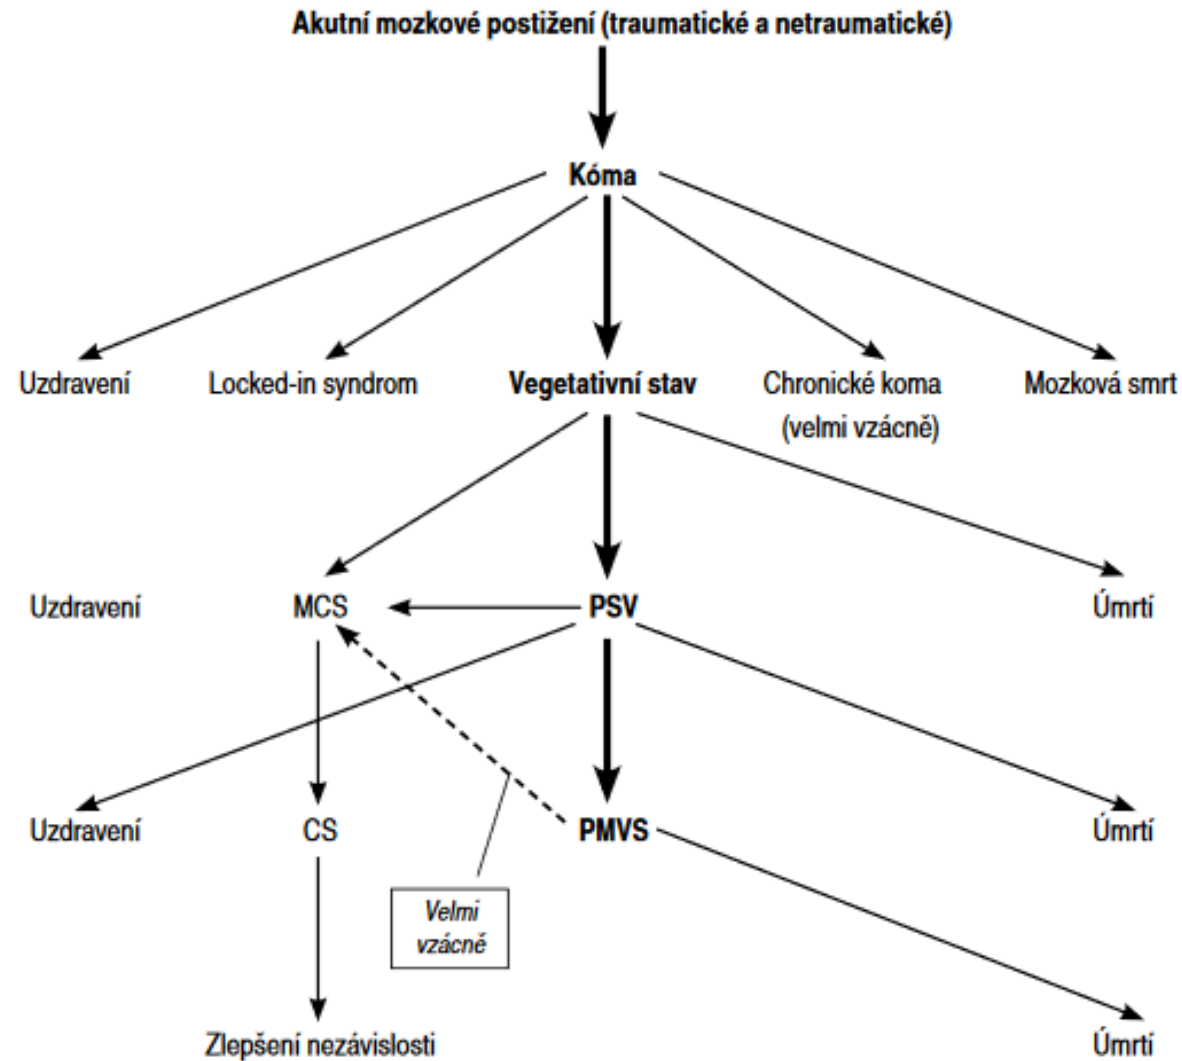 Akutní mozkové postižení (traumatické a netraumatické)
Kóma
Uzdravení
Locked-in syndrom
Vegetativní stav
Chronické koma
(velmi vzácně)
Mozková smrt
Uzdravení
MCS
PSV
Úmrtí
Uzdravení
CS
PMVS
Úmrtí
Velmi
vzácně
Zlepšení nezávislosti
Úmrtí